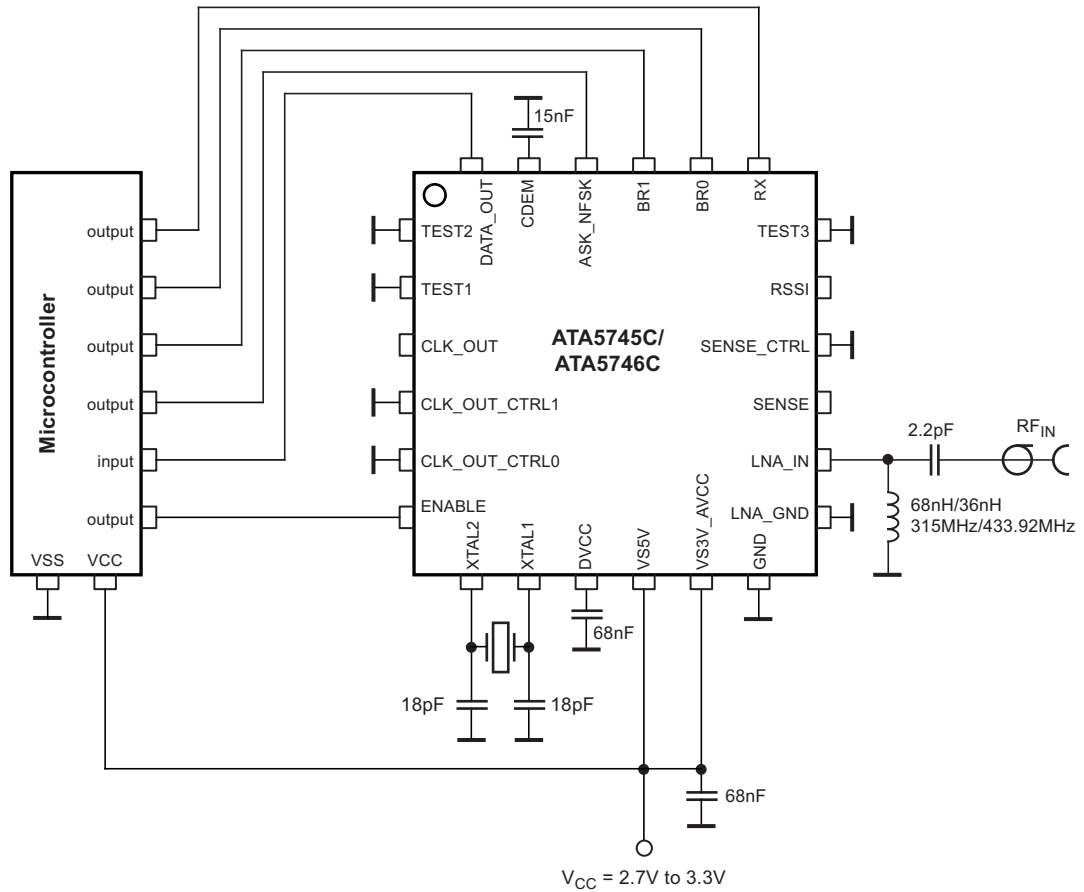 15nF
Microcontroller
output
output
output
output
input
output
VSS
VCC
DATA_OUT
CDEM
ASK_NFSK
BR1
BR0
RX
TEST2
TEST1
CLK_OUT
CLK_OUT_CTRL1
CLK_OUT_CTRL0
ENABLE
ATA5745C/
ATA5746C
TEST3
RSSI
SENSE_CTRL
SENSE
LNA_IN
LNA_GND
XTAL2
XTAL1
DVCC
VS5V
VS3V_AVCC
GND
2.2pF
RFIN
68nH/36nH
315MHz/433.92MHz
68nF
18pF
18pF
68nF
VCC = 2.7V to 3.3V